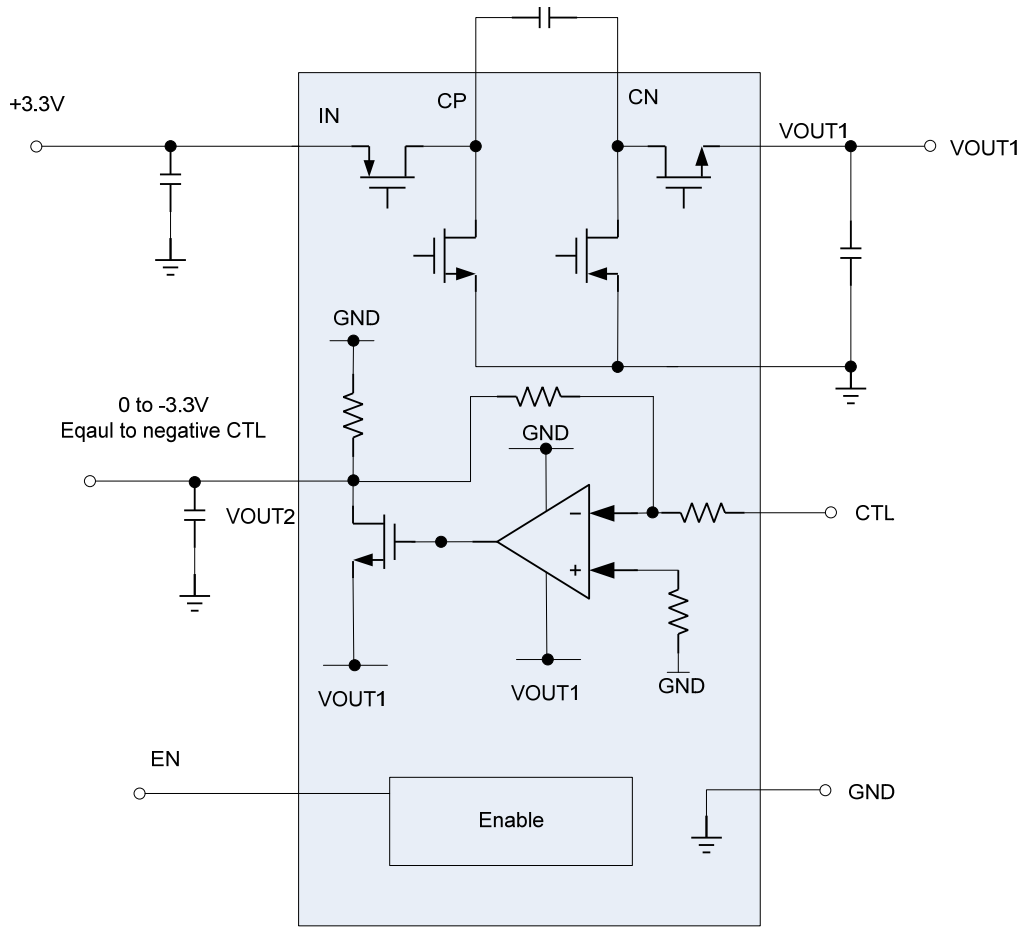 +3.3V
IN
CP
CN
VOUT1
VOUT1
GND
0 to -3.3V
Eqaul to negative CTL
GND
VOUT2
−
+
CTL
VOUT1
VOUT1
GND
EN
Enable
GND